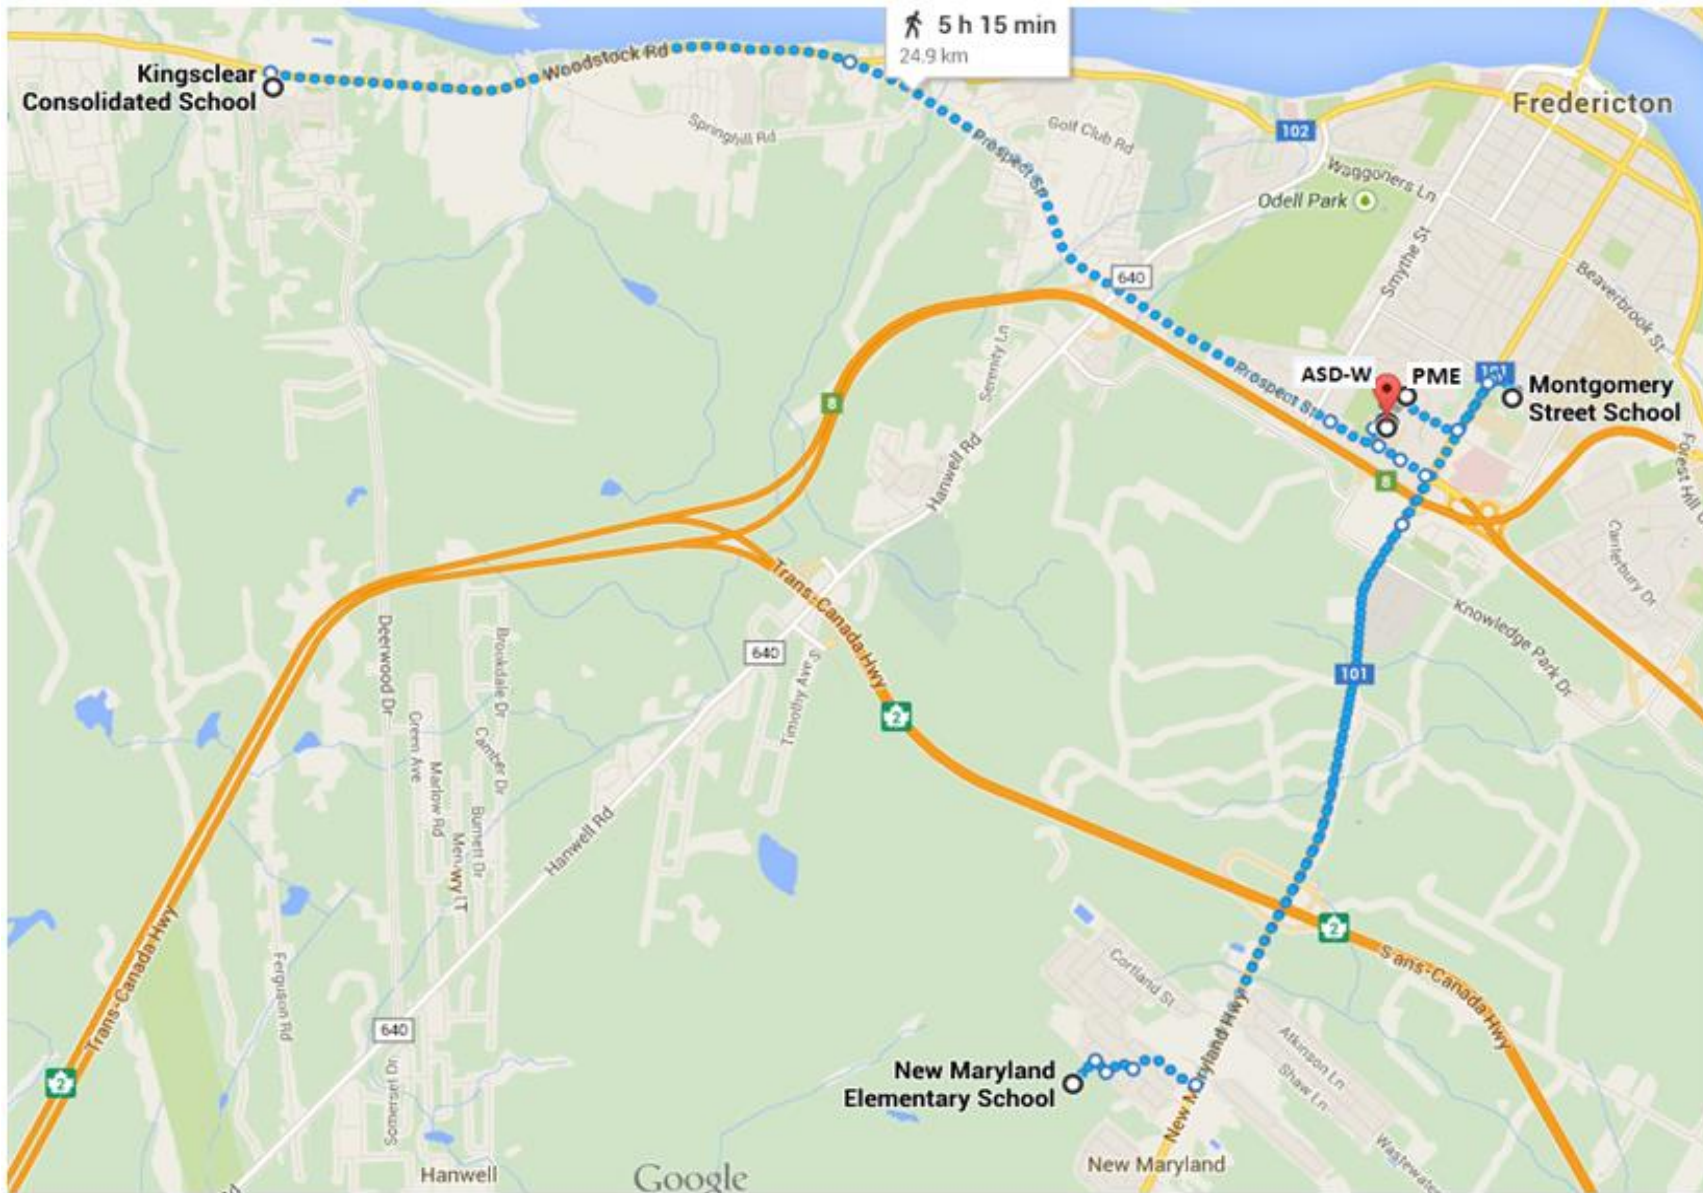 5 h 15 min
24.9 km
Kingsclear
Consolidated School
Woodstock Rd
Fredericton
Springhill Rd
Golf Club Rd
102
Prospect St
Waggoners Ln
Odell Park
Smythe St
Beaverbrook St
640
Serenity Ln
Prospect St
ASD-W
PME
101
Montgomery
Street School
8
Hanwell Rd
8
Forest Hill
Canterbury Dr
Trans-Canada Hwy
Knowledge Park Dr
Deerwood Dr
Brookdale Dr
640
Timothy Ave S
101
2
Green Ave
Marlow Rd
Camber Dr
Burnett Dr
Hanwell Rd
Trans-Canada Hwy
Ferguson Rd
2
Cortland St
ans-Canada Hwy
New Maryland Hwy
640
Atkinson Ln
Shaw Ln
2
Somerset Dr
New Maryland
Elementary School
New Maryland
Hanwell
Google